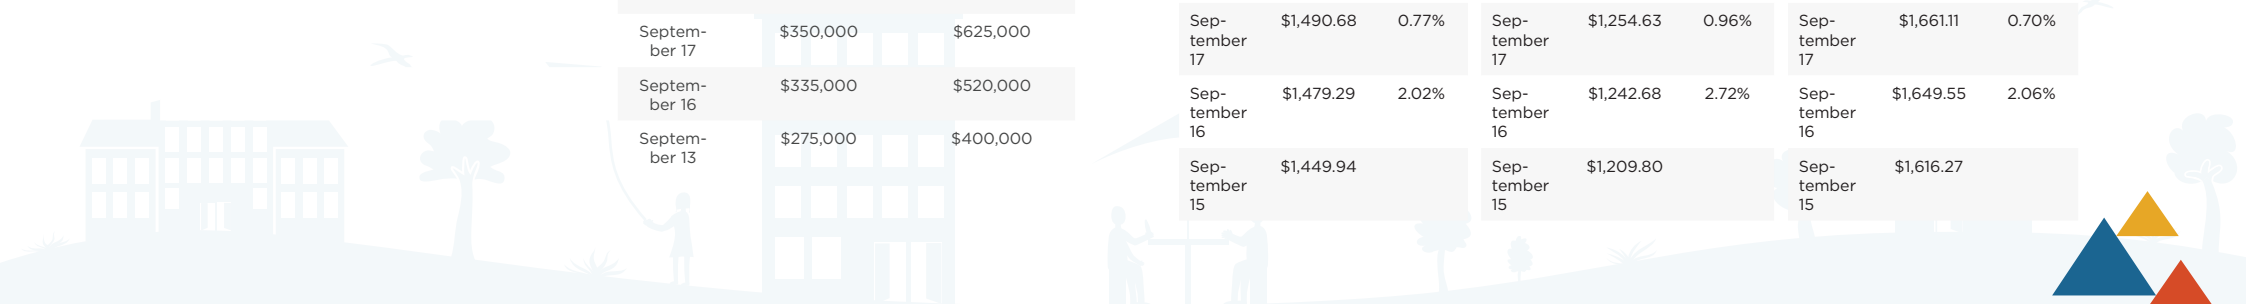 Septem-
ber 17
$350,000 $625,000
Septem-
ber 16
$335,000 $520,000
Septem-
ber 13
$275,000 $400,000
Sep-
tember
17
$1,490.68 0.77%
Sep-
tember
16
$1,479.29 2.02%
Sep-
tember
15
$1,449.94
Sep-
tember
17
$1,254.63 0.96%
Sep-
tember
16
$1,242.68 2.72%
Sep-
tember
15
$1,209.80
Sep-
tember
17
$1,661.11 0.70%
Sep-
tember
16
$1,649.55 2.06%
Sep-
tember
15
$1,616.27